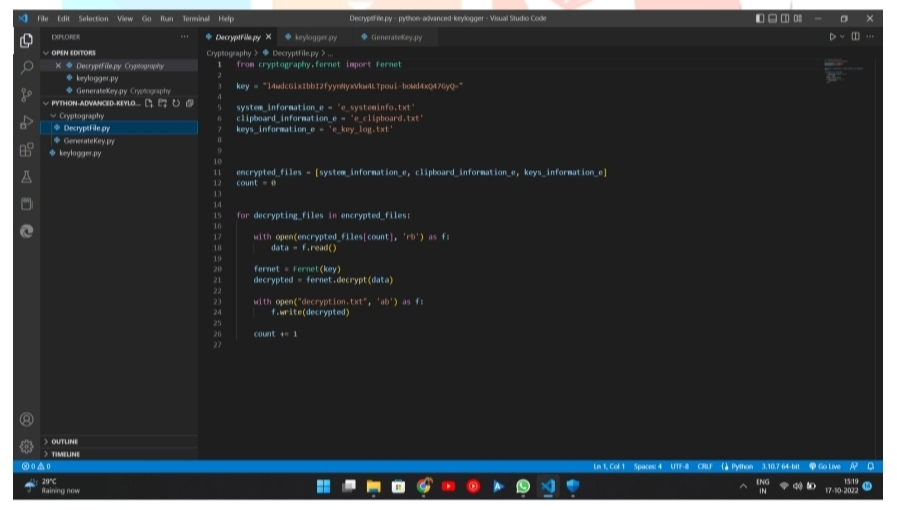 File Edit Selection View Go Run Terminal Help
DecryptFile.py - python-advanced-keylogger - Visual Studio Code
EXPLORER
OPEN EDITORS
DecryptFile.py Cryptography
keylogger.py
GenerateKey.py Cryptography
PYTHON-ADVANCED-KEYLO...
Cryptography
DecryptFile.py
GenerateKey.py
keylogger.py
OUTLINE
TIMELINE
DecryptFile.py keylogger.py GenerateKey.py
Cryptography > DecryptFile.py > ...
1 from cryptography.fernet import Fernet
2
3 key =
4
5 system_information_e = 'e_systeminfo.txt'
6 clipboard_information_e = 'e_clipboard.txt'
7 keys_information_e = 'e_key_log.txt'
8
9
10
11 encrypted_files = [system_information_e, clipboard_information_e, keys_information_e]
12 count = 0
13
14
15 for decrypting_files in encrypted_files:
16
17 with open(encrypted_files[count], 'rb') as f:
18 data = f.read()
19
20 fernet = Fernet(key)
21 decrypted = fernet.decrypt(data)
22
23 with open("decryption.txt", 'ab') as f:
24 f.write(decrypted)
25
26 count += 1
27
0 0
Ln 1, Col 1 Spaces: 4 UTF-8 CRLF Python 3.10.7 64-bit Go Live
29°C
Raining now
ENG
IN
15:19
17-10-2022